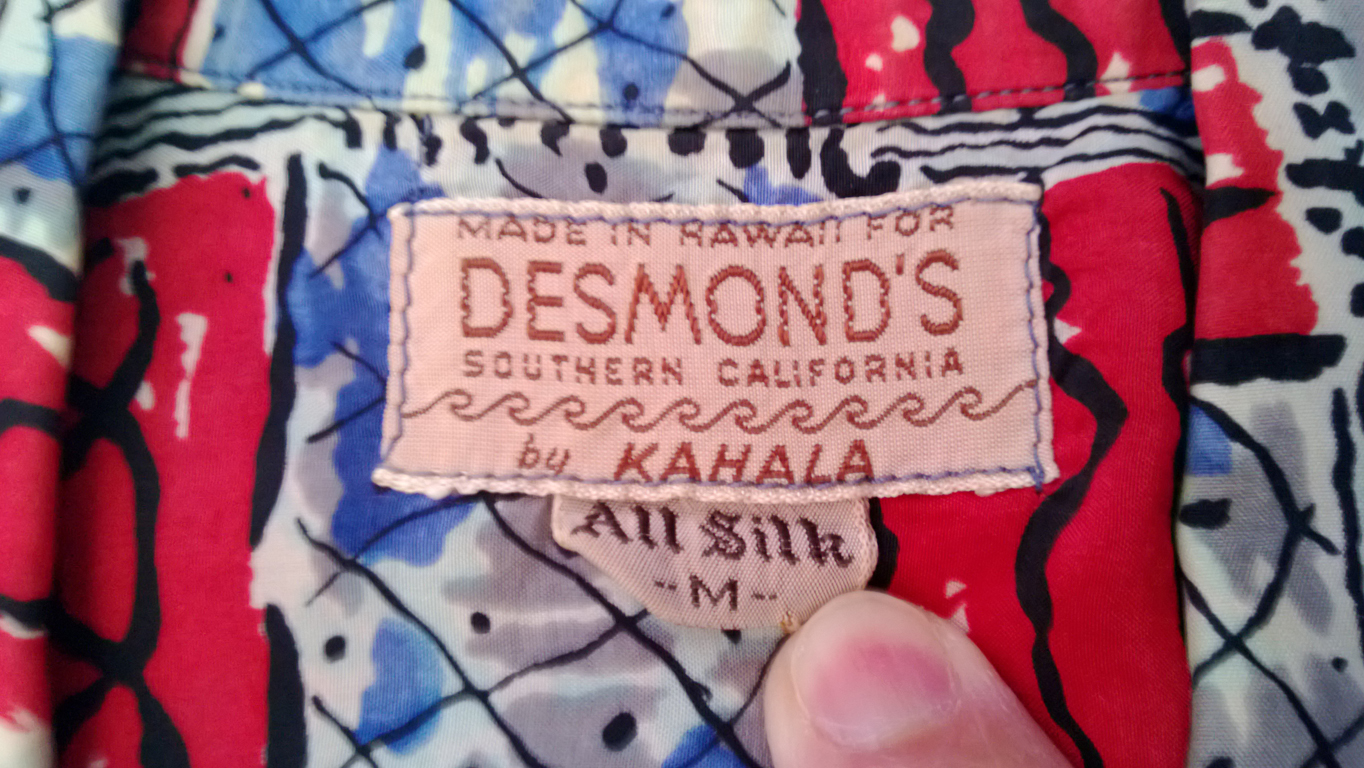 MADE IN HAWAII FOR
DESMOND'S
SOUTHERN CALIFORNIA
by KAHALA
All Silk
--M--